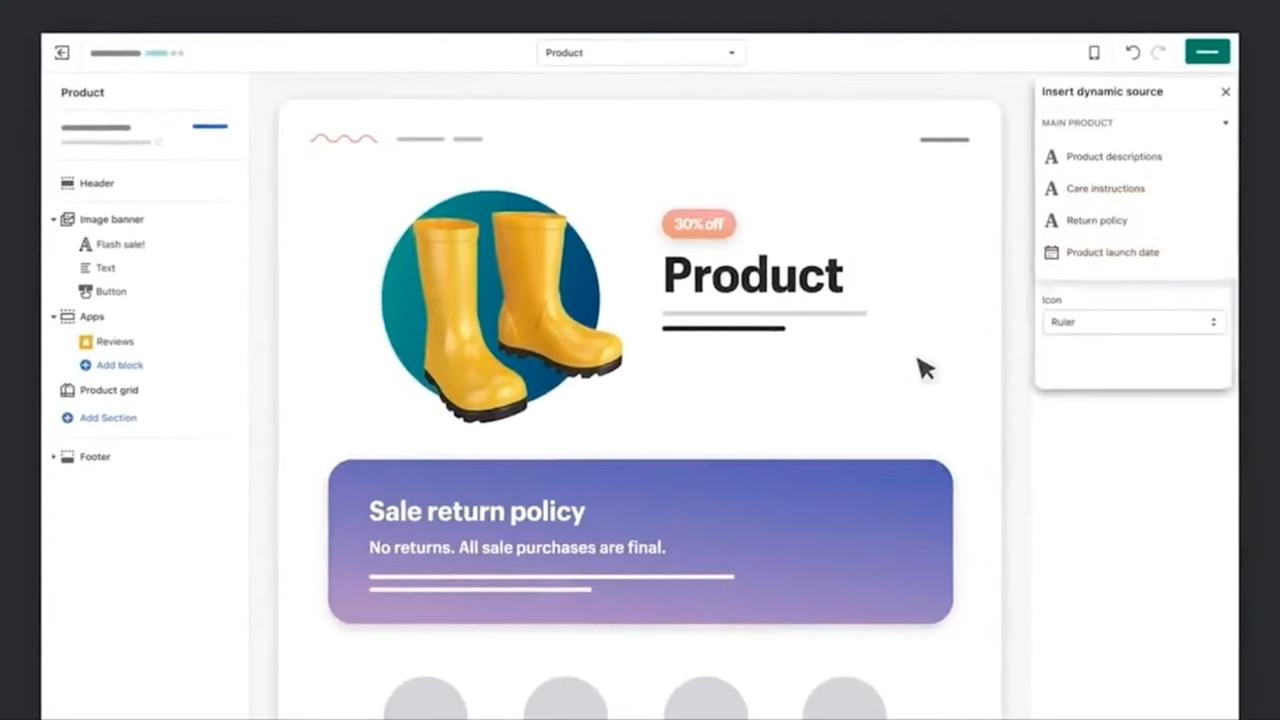 Product
Product
Header
Image banner
Flash sale!
Text
Button
Apps
Reviews
Add block
Product grid
Add Section
Footer
30% off
Product
Sale return policy
No returns. All sale purchases are final.
Insert dynamic source
MAIN PRODUCT
Product descriptions
Care instructions
Return policy
Product launch date
Icon
Ruler